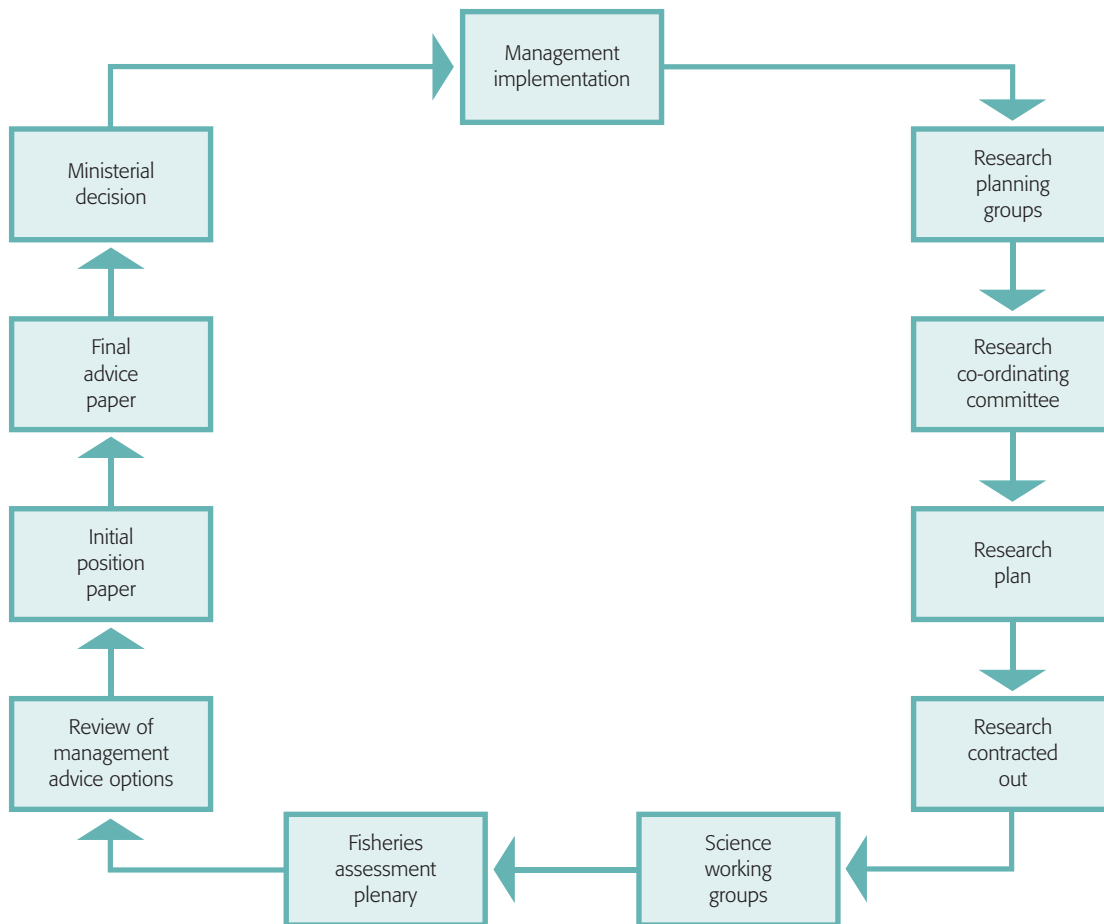 Management
implementation
Ministerial
decision
Research
planning
groups
Final
advice
paper
Research
co-ordinating
committee
Initial
position
paper
Research
plan
Review of
management
advice options
Research
contracted
out
Fisheries
assessment
plenary
Science
working
groups